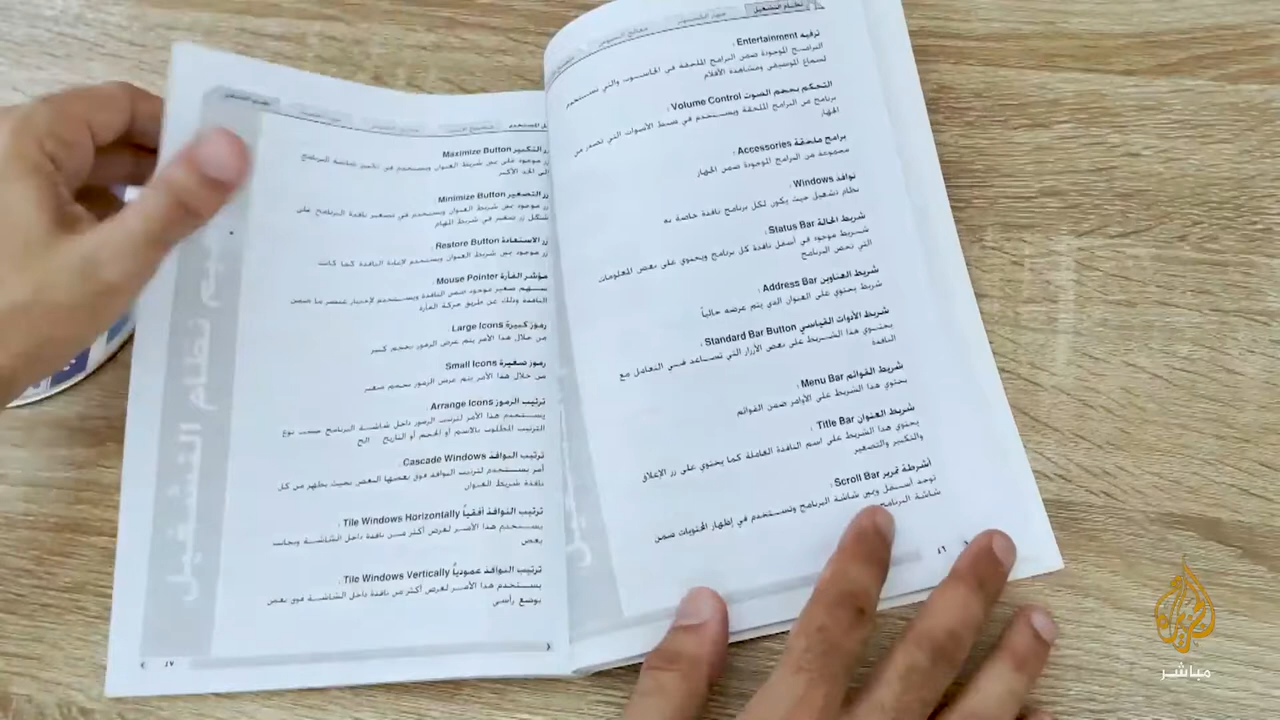 نظام التشغيل
ترفيه Entertainment :
البرامج الموجودة ضمن البرامج الملحقة في الحاسوب والتي تستخدم
لسماع الموسيقى ومشاهدة الأفلام
التحكم بحجم الصوت Volume Control :
برنامج من البرامج الملحقة ويستخدم في ضبط الأصوات التي تصدر من
الجهاز
برامج ملحقة Accessories :
مجموعة من البرامج الموجودة ضمن الجهاز
نوافذ Windows :
نظام تشغيل حيث يكون لكل برنامج نافذة خاصة به
شريط الحالة Status Bar :
شريط موجود في أسفل نافذة كل برنامج ويحتوي على بعض المعلومات
التي تخص البرنامج
شريط العناوين Address Bar :
شريط يحتوي على العنوان الذي يتم عرضه حالياً
شريط الأدوات القياسي Standard Bar Button :
يحتوي هذا الشريط على بعض الأزرار التي تساعد في التعامل مع
النافذة
شريط القوائم Menu Bar :
يحتوي هذا الشريط على الأوامر ضمن القوائم
شريط العنوان Title Bar :
يحتوي هذا الشريط على اسم النافذة العاملة كما يحتوي على زر الإغلاق
والتكبير والتصغير
أشرطة تمرير Scroll Bar :
توجد أسفل ويمين شاشة البرنامج وتستخدم في إظهار المحتويات ضمن
شاشة البرنامج
٤٦
التكبير Maximize Button
موجود على يمين شريط العنوان ويستخدم في تكبير نافذة البرنامج
إلى الحد الأكبر
زر التصغير Minimize Button
زر موجود يمين شريط العنوان ويستخدم في تصغير نافذة البرنامج على
شكل زر صغير في شريط المهام
زر الاستعادة Restore Button :
زر موجود يمين شريط العنوان ويستخدم لإعادة النافذة كما كانت
مؤشر الفأرة Mouse Pointer :
سهم صغير موجود ضمن النافذة ويستخدم لاختيار عنصر ما ضمن
النافذة وذلك عن طريق حركة الفأرة
رموز كبيرة Large Icons
من خلال هذا الأمر يتم عرض الرموز بحجم كبير
رموز صغيرة Small Icons
من خلال هذا الأمر يتم عرض الرموز بحجم صغير
ترتيب الرموز Arrange Icons
يستخدم هذا الأمر لترتيب الرموز داخل شاشة البرنامج حسب نوع
الترتيب المطلوب بالاسم أو الحجم أو التاريخ الخ
ترتيب النوافذ Cascade Windows :
أمر يستخدم لترتيب النوافذ فوق بعضها البعض بحيث يظهر من كل
نافذة شريط العنوان
ترتيب النوافذ أفقياً Tile Windows Horizontally :
يستخدم هذا الأمر لعرض أكثر من نافذة داخل الشاشة وبجانب
بعض
ترتيب النوافذ عمودياً Tile Windows Vertically :
يستخدم هذا الأمر لعرض أكثر من نافذة داخل الشاشة فوق بعض
بوضع رأسي
نظام التشغيل
الجزيرة
مباشر